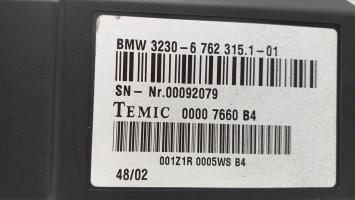 BMW 3230-6 762 315.1-01
SN- Nr.00092079
TEMIC 0000 7660 B4
001Z1R 0005WS B4
48/02